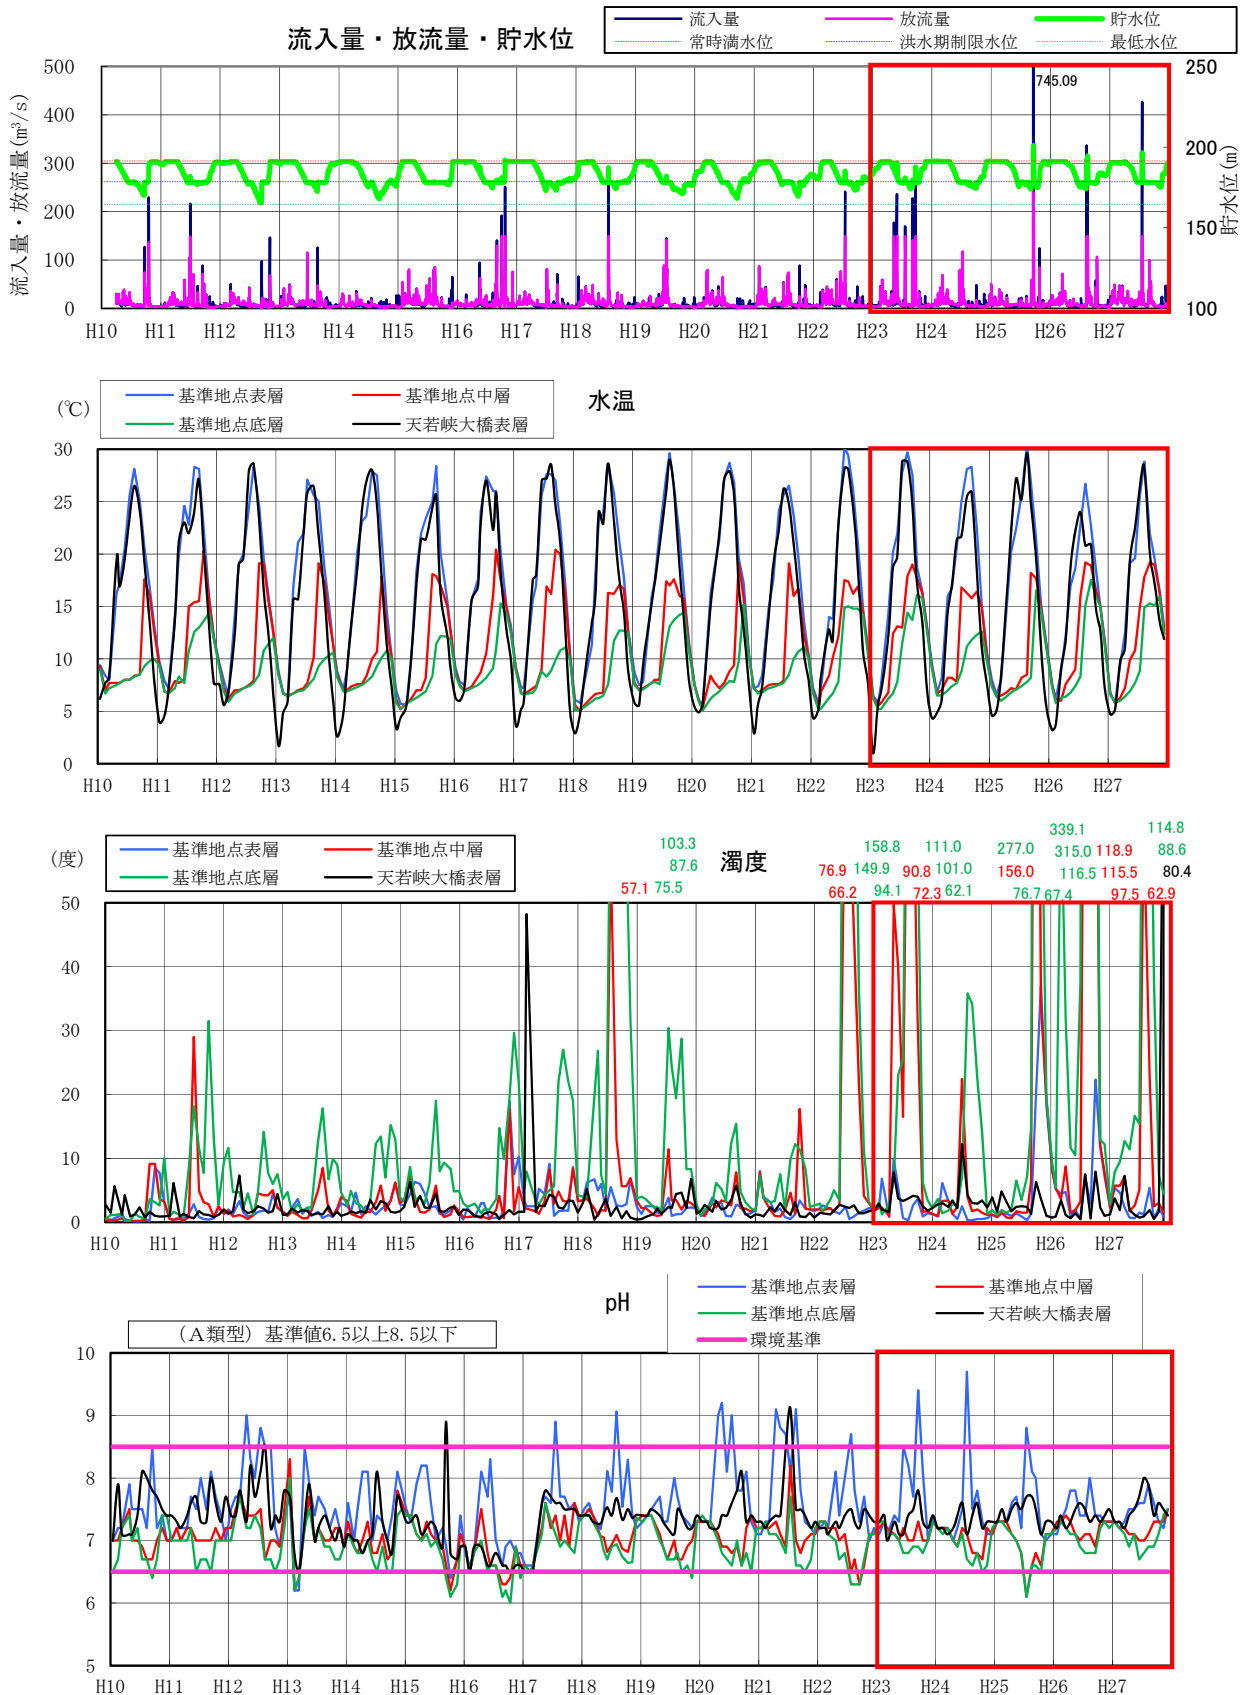 流入量・放流量・貯水位
流入量 放流量 貯水位
常時満水位 洪水期制限水位 最低水位
流入量・放流量(m³/s)
500
400
300
200
100
0
745.09
250
200
150
100
貯水位(m)
H10 H11 H12 H13 H14 H15 H16 H17 H18 H19 H20 H21 H22 H23 H24 H25 H26 H27
水温
(℃)
基準地点表層 基準地点中層
基準地点底層 天若峡大橋表層
30
25
20
15
10
5
0
H10 H11 H12 H13 H14 H15 H16 H17 H18 H19 H20 H21 H22 H23 H24 H25 H26 H27
濁度
(度)
基準地点表層 基準地点中層
基準地点底層 天若峡大橋表層
103.3 158.8 111.0 277.0 339.1 114.8
87.6 76.9 149.9 90.8 101.0 156.0 315.0 118.9 88.6
57.1 75.5 66.2 94.1 72.3 62.1 76.7 67.4 116.5 115.5 97.5 80.4 62.9
50
40
30
20
10
0
H10 H11 H12 H13 H14 H15 H16 H17 H18 H19 H20 H21 H22 H23 H24 H25 H26 H27
pH
基準地点表層 基準地点中層
基準地点底層 天若峡大橋表層
環境基準
(A類型) 基準値6.5以上8.5以下
10
9
8
7
6
5
H10 H11 H12 H13 H14 H15 H16 H17 H18 H19 H20 H21 H22 H23 H24 H25 H26 H27